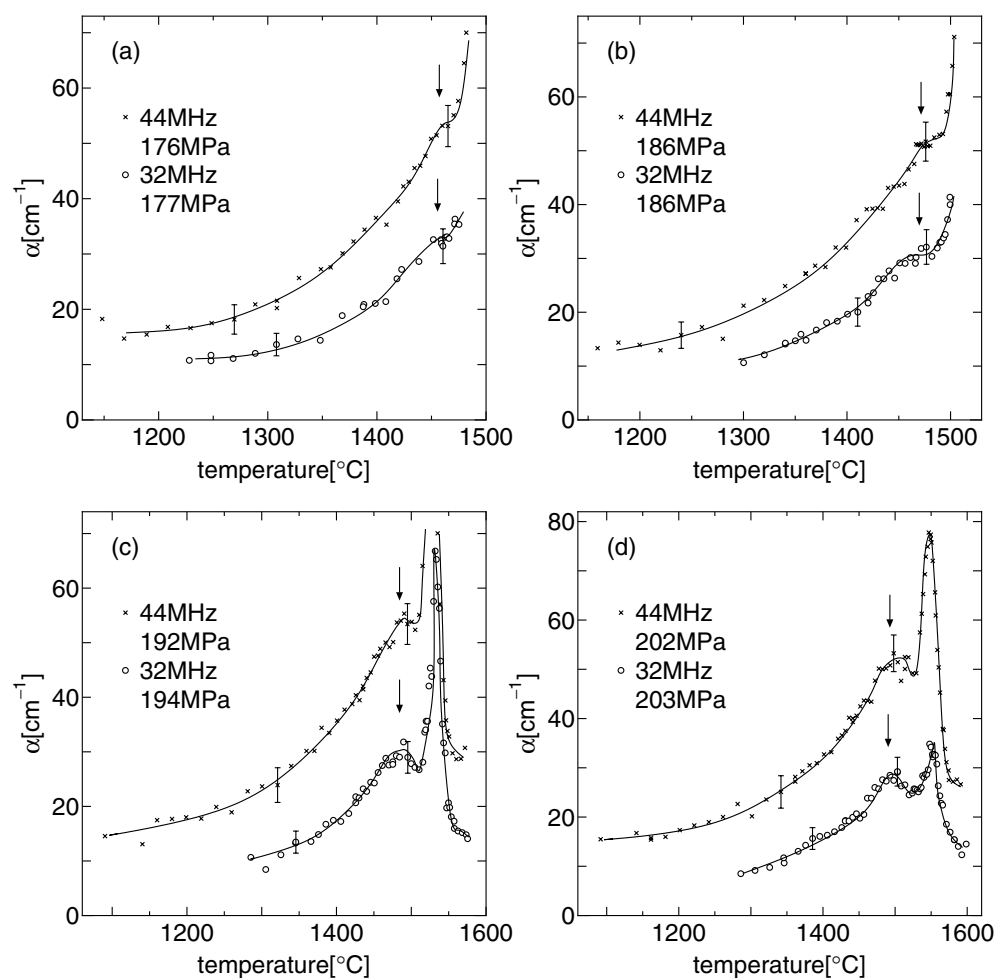 (a)
× 44MHz
176MPa
○ 32MHz
177MPa
α[cm⁻¹]
60
40
20
0
1200 1300 1400 1500
temperature[°C]
(b)
× 44MHz
186MPa
○ 32MHz
186MPa
α[cm⁻¹]
60
40
20
0
1200 1300 1400 1500
temperature[°C]
(c)
× 44MHz
192MPa
○ 32MHz
194MPa
α[cm⁻¹]
60
40
20
0
1200 1400 1600
temperature[°C]
(d)
× 44MHz
202MPa
○ 32MHz
203MPa
α[cm⁻¹]
80
60
40
20
0
1200 1400 1600
temperature[°C]